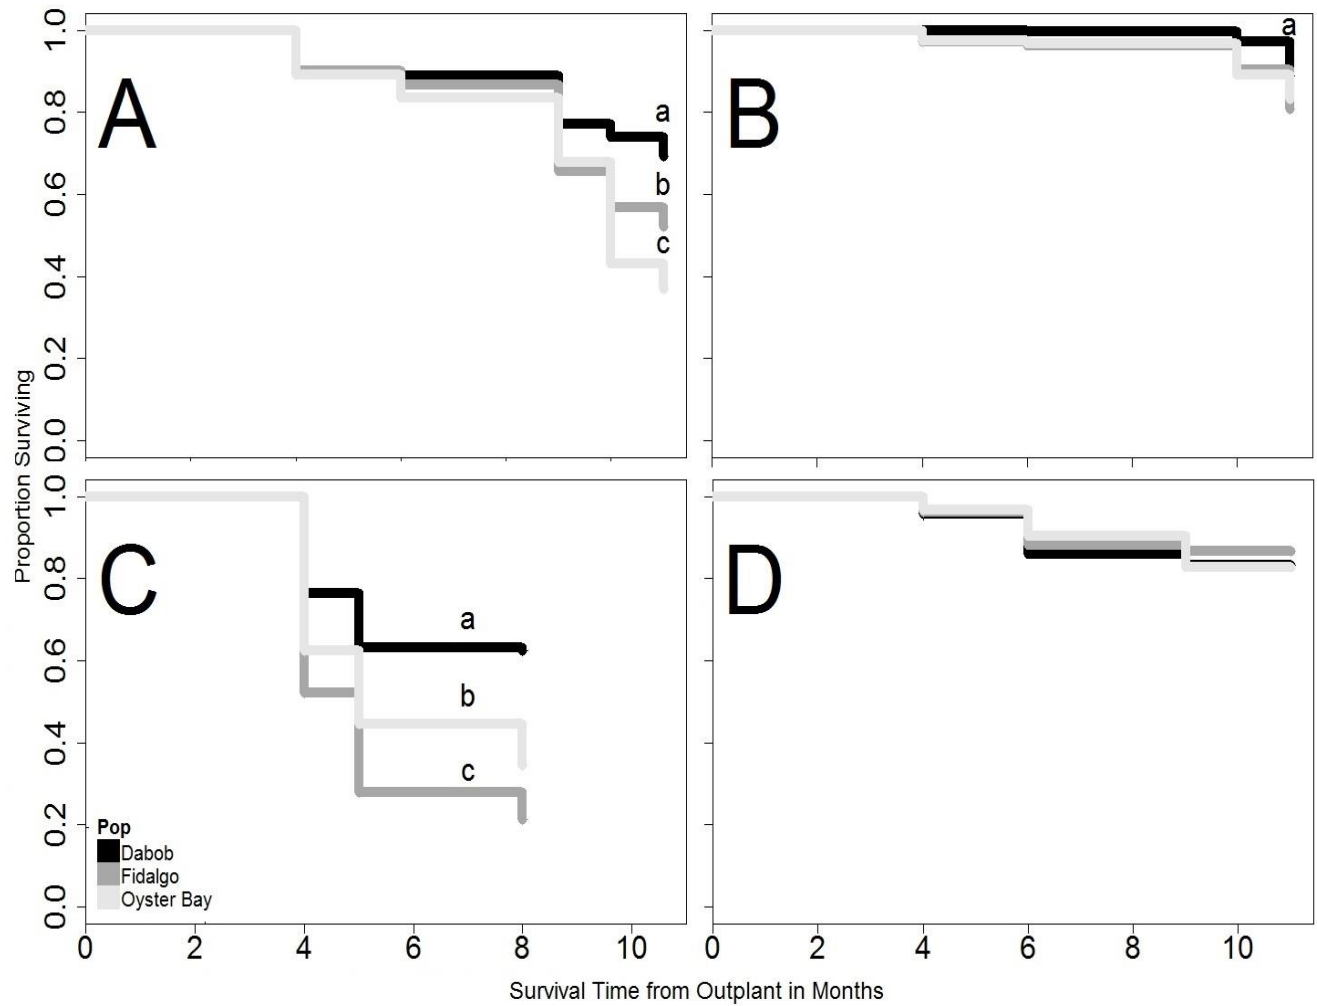 Proportion Surviving
1.0
0.8
0.6
0.4
0.2
0.0
A
a
b
c
B
a
1.0
0.8
0.6
0.4
0.2
0.0
C
a
b
c
Pop
Dabob
Fidalgo
Oyster Bay
D
0 2 4 6 8 10
0 2 4 6 8 10
Survival Time from Outplant in Months